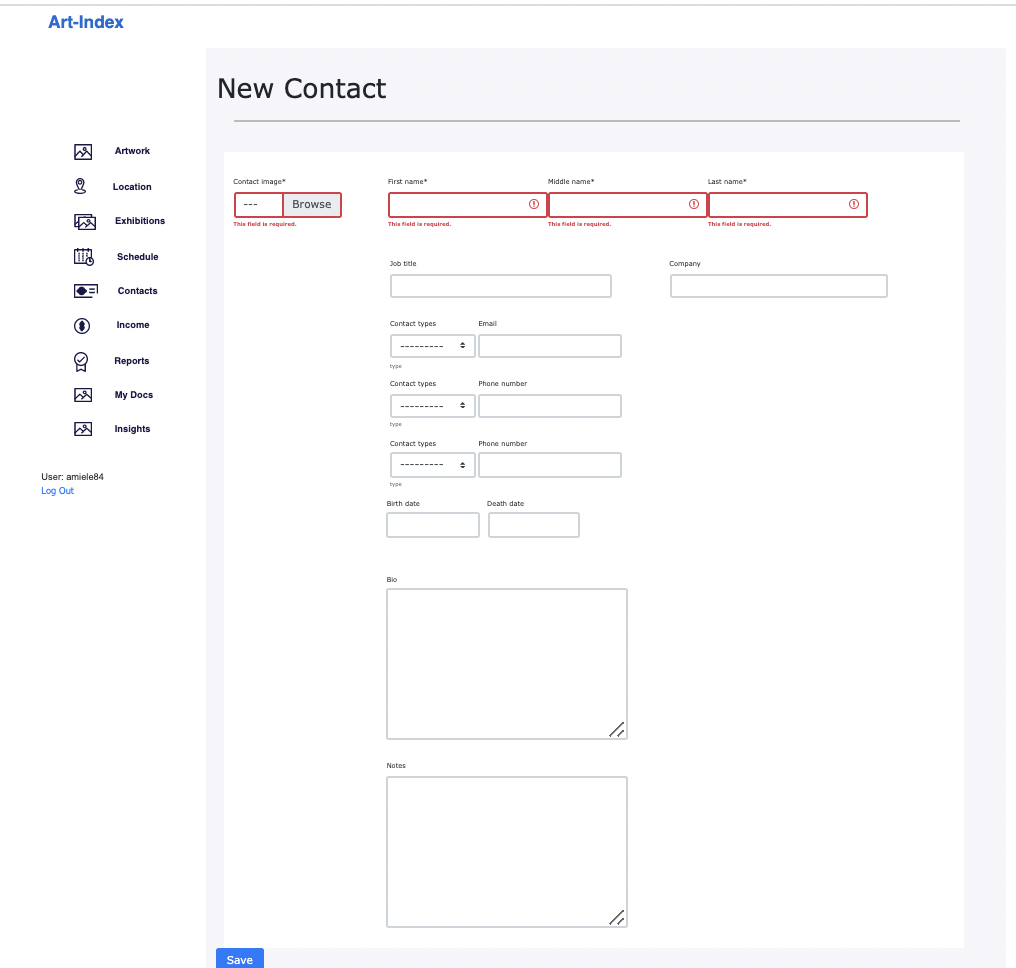 Art-Index
New Contact
Artwork
Location
Exhibitions
Schedule
Contacts
Income
Reports
My Docs
Insights
User: amiele84
Log Out
Contact image* First name* Middle name* Last name*
--- Browse
This field is required. This field is required. This field is required. This field is required.
Job title Company
Contact types Email
---------
type
Contact types Phone number
---------
type
Contact types Phone number
---------
type
Birth date Death date
Bio
Notes
Save